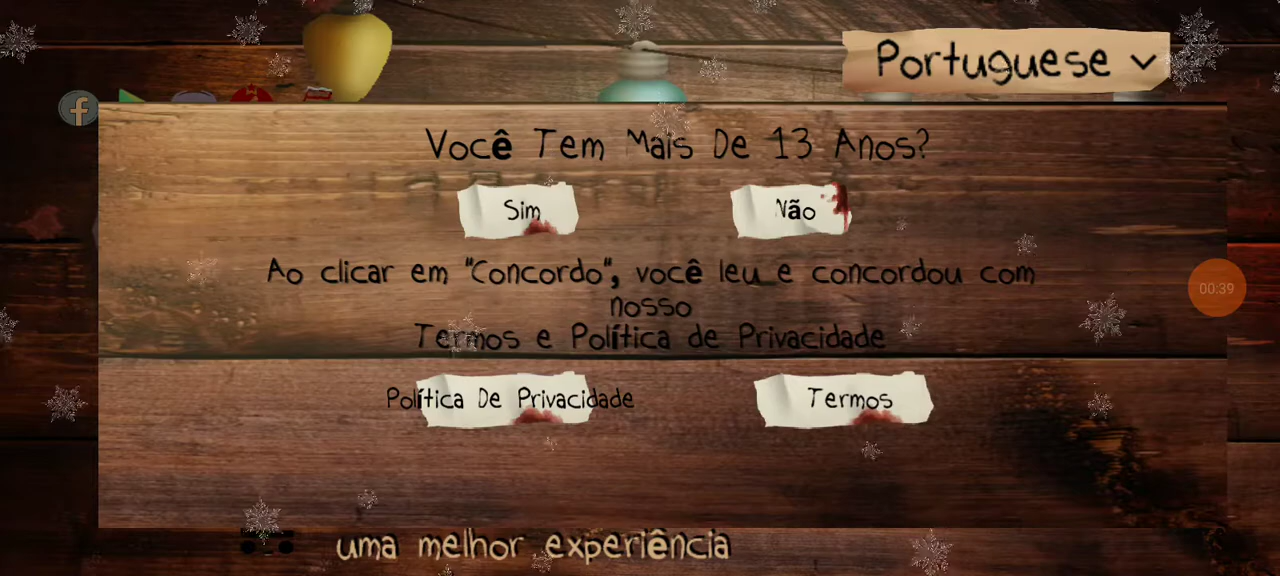 Portuguese
Você Tem Mais De 13 Anos?
Sim
Não
Ao clicar em "Concordo", você leu e concordou com
nosso
Termos e Política de Privacidade
00:39
Política De Privacidade
Termos
uma melhor experiência